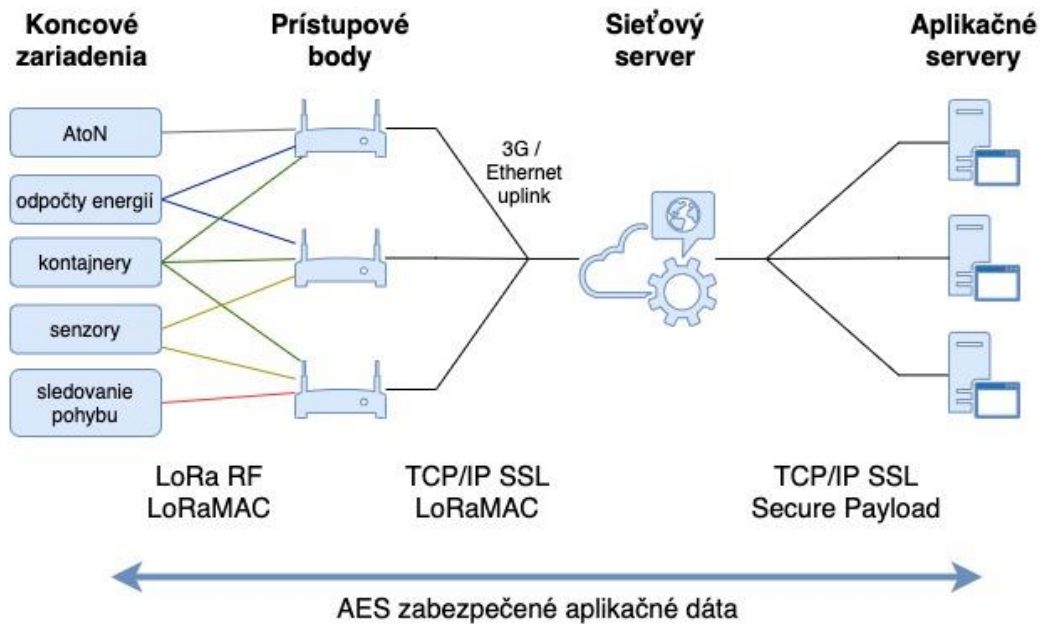 Koncové
zariadenia
Prístupové
body
Sieťový
server
Aplikačné
servery
AtoN
odpočty energií
kontajnery
senzory
sledovanie
pohybu
3G /
Ethernet
uplink
LoRa RF
LoRaMAC
TCP/IP SSL
LoRaMAC
TCP/IP SSL
Secure Payload
AES zabezpečené aplikačné dáta